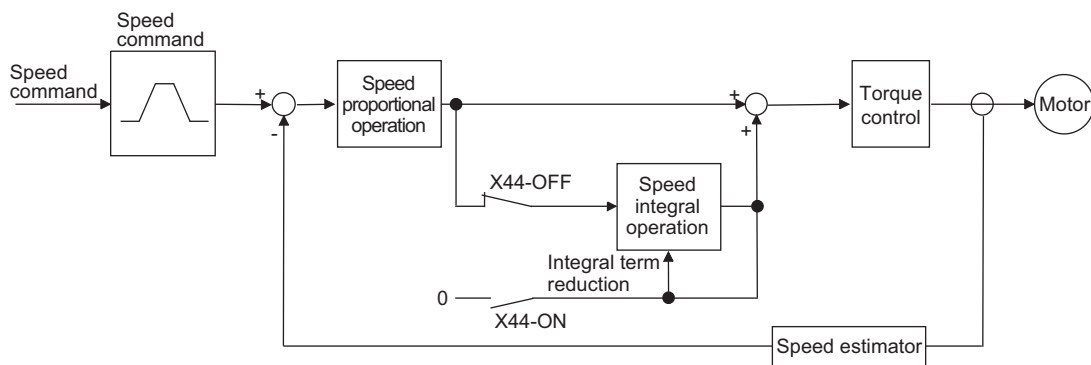 Speed
command
Speed
command
+
-
Speed
proportional
operation
+
+
Torque
control
Motor
X44-OFF
Speed
integral
operation
Integral term
reduction
0
X44-ON
Speed estimator